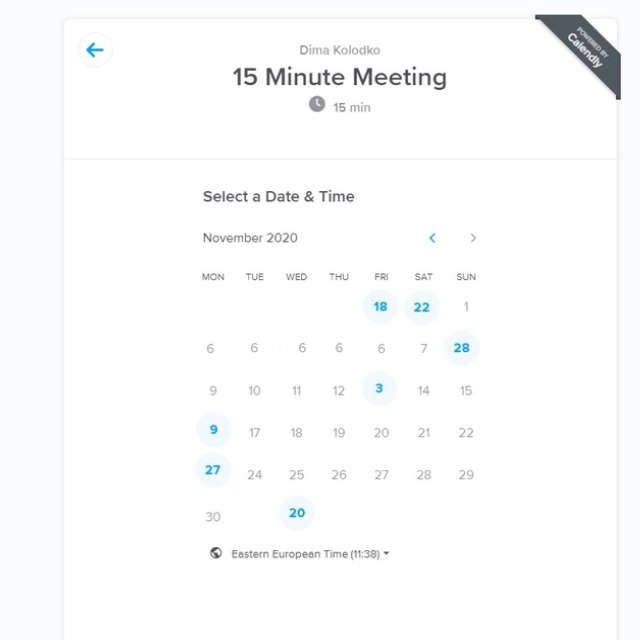 Dima Kolodko
15 Minute Meeting
15 min
POWERED BY
Calendly
Select a Date & Time
November 2020
MON TUE WED THU FRI SAT SUN
18 22 1
6 6 6 6 6 7 28
9 10 11 12 3 14 15
9 17 18 19 20 21 22
27 24 25 26 27 28 29
30 20
Eastern European Time (11:38)